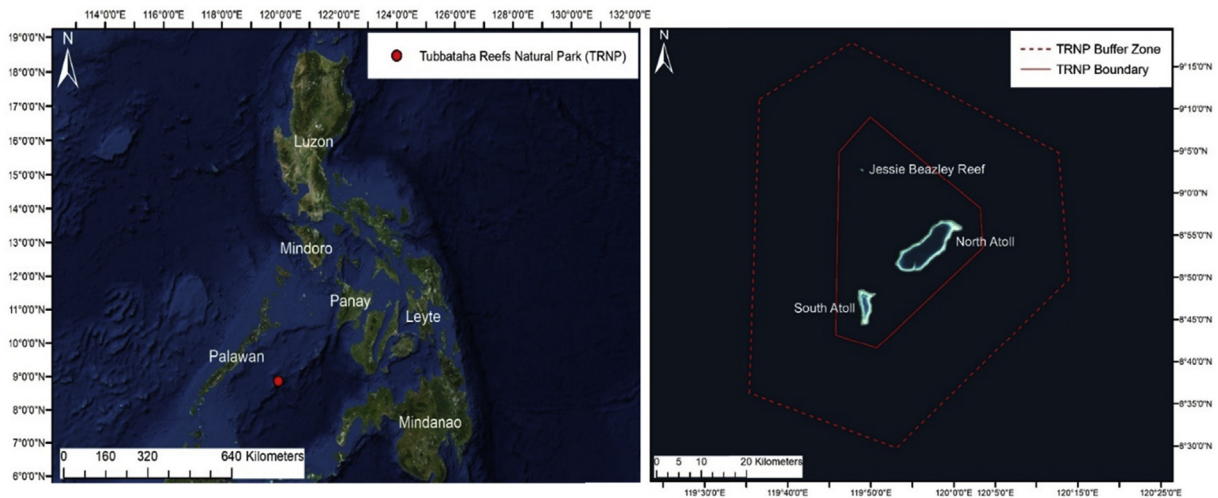 114°0'0"E 118°0'0"E 120°0'0"E 122°0'0"E 124°0'0"E 126°0'0"E 128°0'0"E 130°0'0"E 132°0'0"E
19°0'0"N
18°0'0"N
17°0'0"N
16°0'0"N
15°0'0"N
14°0'0"N
13°0'0"N
12°0'0"N
11°0'0"N
10°0'0"N
9°0'0"N
8°0'0"N
7°0'0"N
6°0'0"N
N
Tubbataha Reefs Natural Park (TRNP)
Luzon
Mindoro
Panay
Leyte
Palawan
Mindanao
0 160 320 640 Kilometers
N
TRNP Buffer Zone
TRNP Boundary
Jessie Beazley Reef
North Atoll
South Atoll
9°15'0"N
9°10'0"N
9°5'0"N
9°0'0"N
8°55'0"N
8°50'0"N
8°45'0"N
8°40'0"N
8°35'0"N
8°30'0"N
0 5 10 20 Kilometers
119°30'0"E 119°40'0"E 119°50'0"E 120°0'0"E 120°50'0"E 120°15'0"E 120°25'0"E